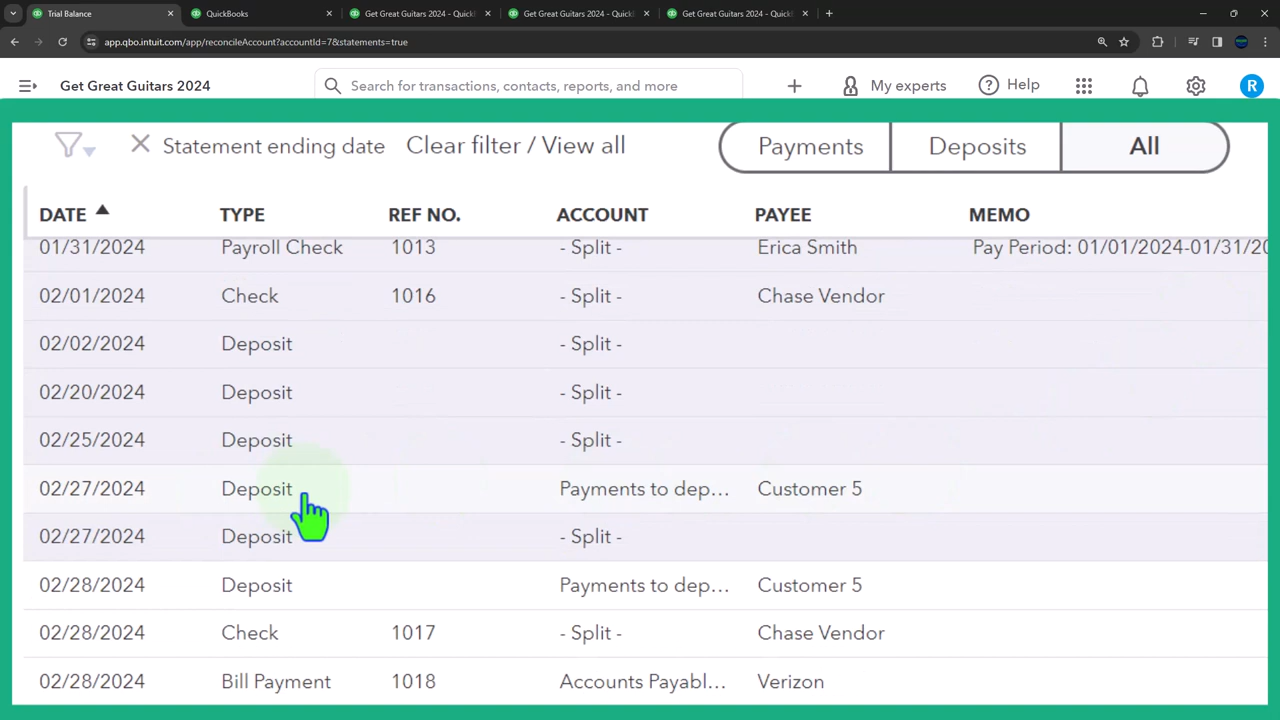 Trial Balance
QuickBooks
Get Great Guitars 2024 - QuickB
Get Great Guitars 2024 - Quickb
Get Great Guitars 2024 - Quickb
app.qbo.intuit.com/app/reconcileAccount?accountId=7&statements=true
Get Great Guitars 2024
Search for transactions, contacts, reports, and more
My experts
Help
R
Statement ending date Clear filter / View all
Payments Deposits All
DATE TYPE REF NO. ACCOUNT PAYEE MEMO
01/31/2024 Payroll Check 1013 - Split - Erica Smith Pay Period: 01/01/2024-01/31/20
02/01/2024 Check 1016 - Split - Chase Vendor
02/02/2024 Deposit - Split -
02/20/2024 Deposit - Split -
02/25/2024 Deposit - Split -
02/27/2024 Deposit Payments to dep... Customer 5
02/27/2024 Deposit - Split -
02/28/2024 Deposit Payments to dep... Customer 5
02/28/2024 Check 1017 - Split - Chase Vendor
02/28/2024 Bill Payment 1018 Accounts Payabl... Verizon